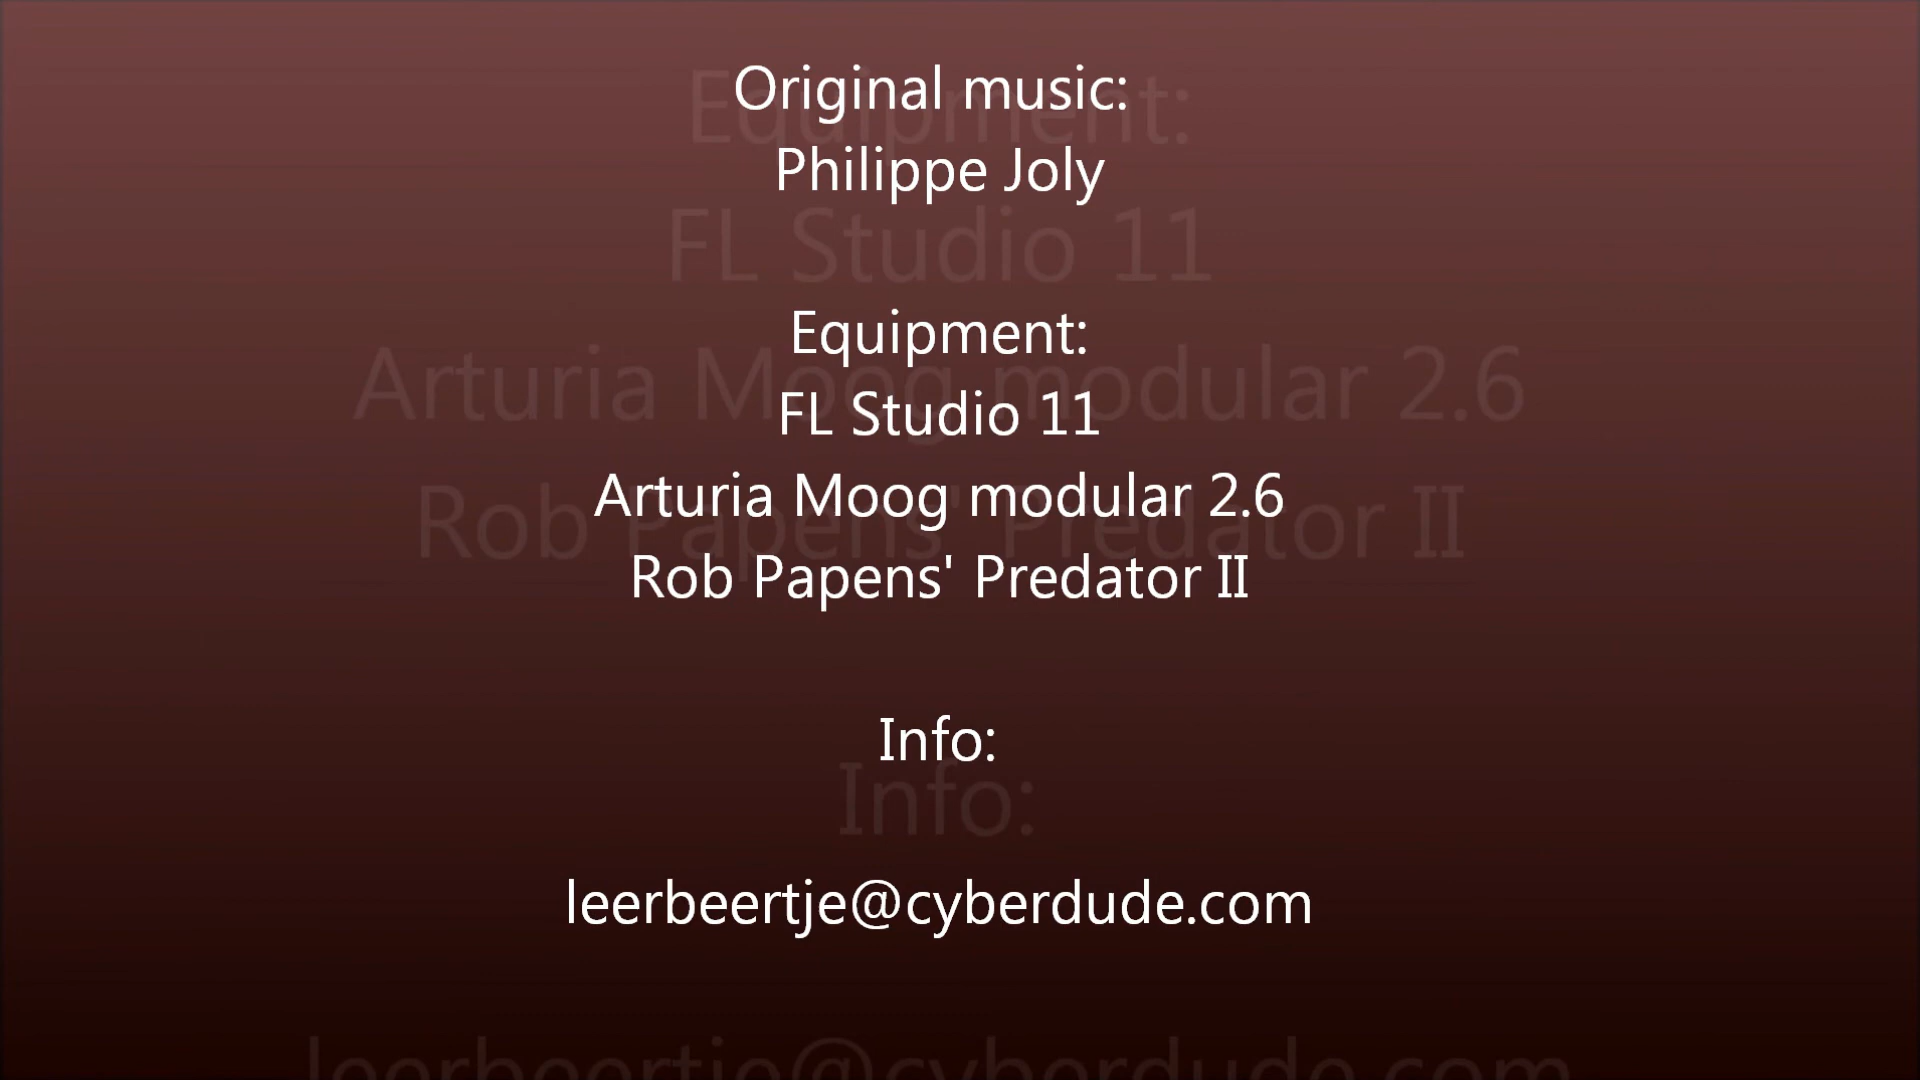 Original music:
Philippe Joly
Equipment:
FL Studio 11
Arturia Moog modular 2.6
Rob Papens' Predator II
Info:
leerbeertje@cyberdude.com